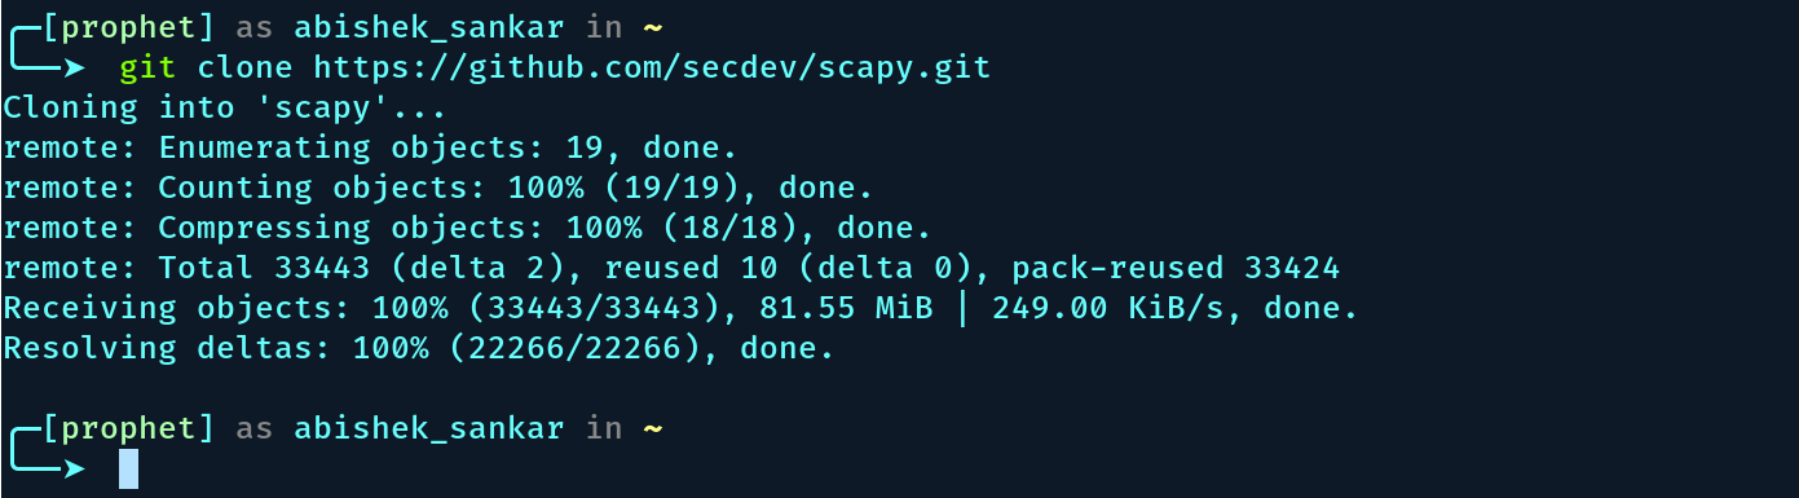 [prophet] as abishek_sankar in ~
➤ git clone https://github.com/secdev/scapy.git
Cloning into 'scapy'...
remote: Enumerating objects: 19, done.
remote: Counting objects: 100% (19/19), done.
remote: Compressing objects: 100% (18/18), done.
remote: Total 33443 (delta 2), reused 10 (delta 0), pack-reused 33424
Receiving objects: 100% (33443/33443), 81.55 MiB | 249.00 KiB/s, done.
Resolving deltas: 100% (22266/22266), done.
[prophet] as abishek_sankar in ~
➤